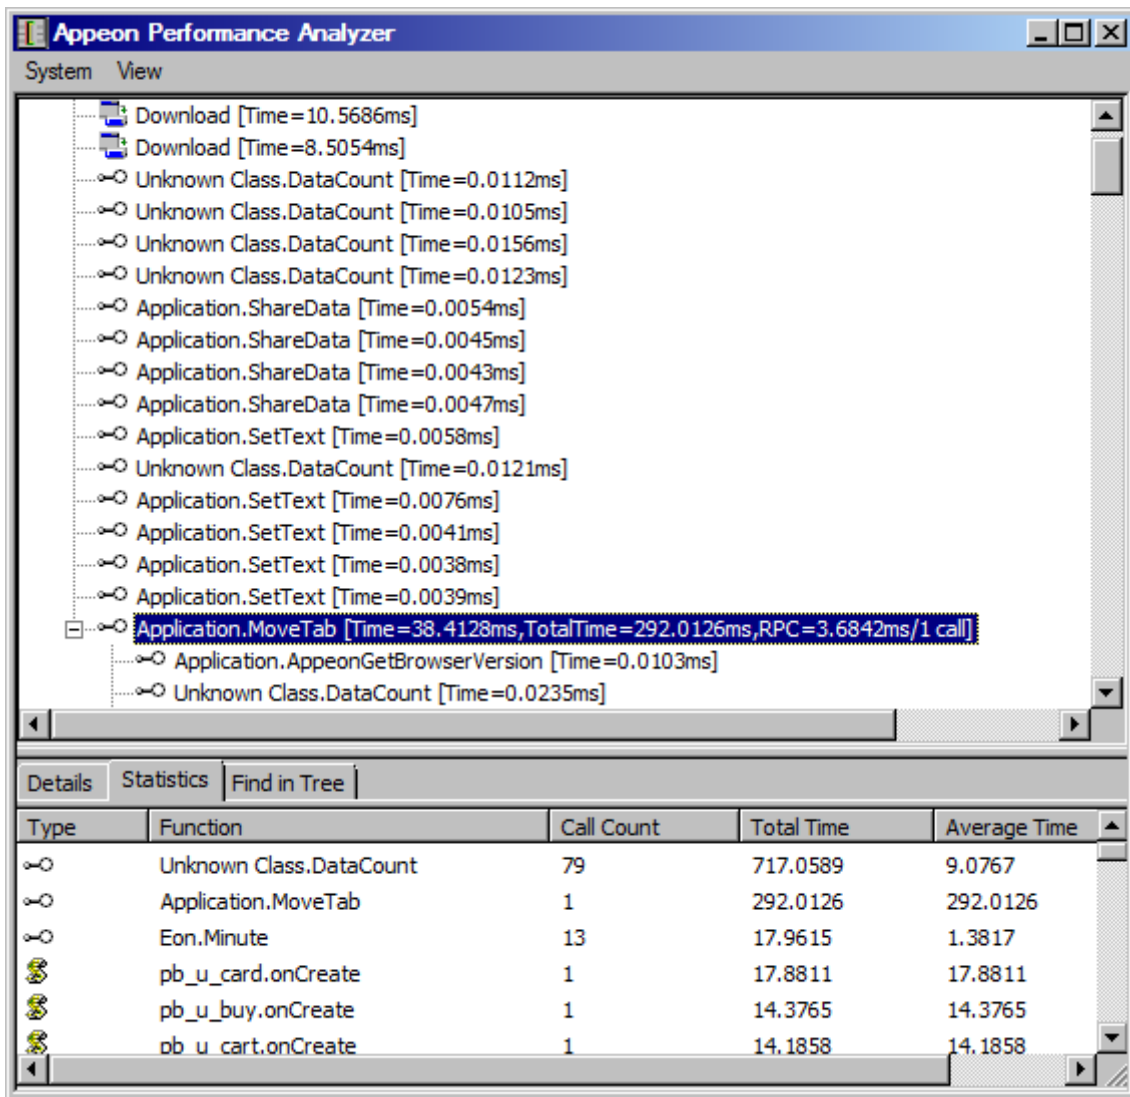 Appeon Performance Analyzer
System View
Download [Time=10.5686ms]
Download [Time=8.5054ms]
Unknown Class.DataCount [Time=0.0112ms]
Unknown Class.DataCount [Time=0.0105ms]
Unknown Class.DataCount [Time=0.0156ms]
Unknown Class.DataCount [Time=0.0123ms]
Application.ShareData [Time=0.0054ms]
Application.ShareData [Time=0.0045ms]
Application.ShareData [Time=0.0043ms]
Application.ShareData [Time=0.0047ms]
Application.SetText [Time=0.0058ms]
Unknown Class.DataCount [Time=0.0121ms]
Application.SetText [Time=0.0076ms]
Application.SetText [Time=0.0041ms]
Application.SetText [Time=0.0038ms]
Application.SetText [Time=0.0039ms]
Application.MoveTab [Time=38.4128ms,TotalTime=292.0126ms,RPC=3.6842ms/1 call]
Application.AppeonGetBrowserVersion [Time=0.0103ms]
Unknown Class.DataCount [Time=0.0235ms]
Details Statistics Find in Tree
Type Function Call Count Total Time Average Time
Unknown Class.DataCount 79 717.0589 9.0767
Application.MoveTab 1 292.0126 292.0126
Eon.Minute 13 17.9615 1.3817
pb_u_card.onCreate 1 17.8811 17.8811
pb_u_buy.onCreate 1 14.3765 14.3765
pb_u_cart.onCreate 1 14.1858 14.1858